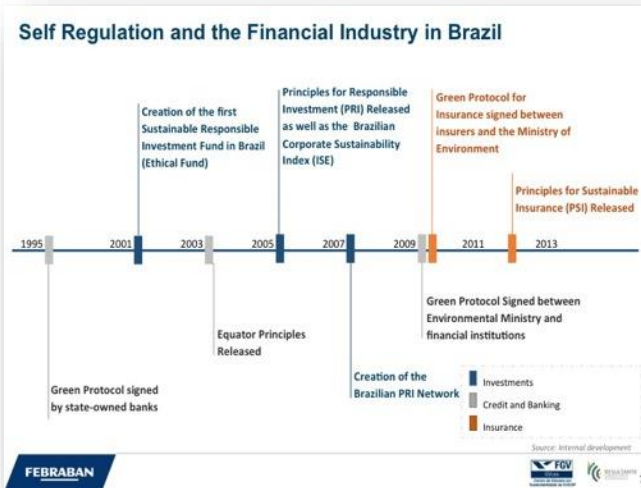 Self Regulation and the Financial Industry in Brazil
Creation of the first
Sustainable Responsible
Investment Fund in Brazil
(Ethical Fund)
Principles for Responsible
Investment (PRI) Released
as well as the Brazilian
Corporate Sustainability
Index (ISE)
Green Protocol for
Insurance signed between
insurers and the Ministry of
Environment
Principles for Sustainable
Insurance (PSI) Released
1995 2001 2003 2005 2007 2009 2011 2013
Green Protocol signed
by state-owned banks
Equator Principles
Released
Creation of the
Brazilian PRI Network
Green Protocol Signed between
Environmental Ministry and
financial institutions
Investments
Credit and Banking
Insurance
Source: Internal development
FEBRABAN
FGV